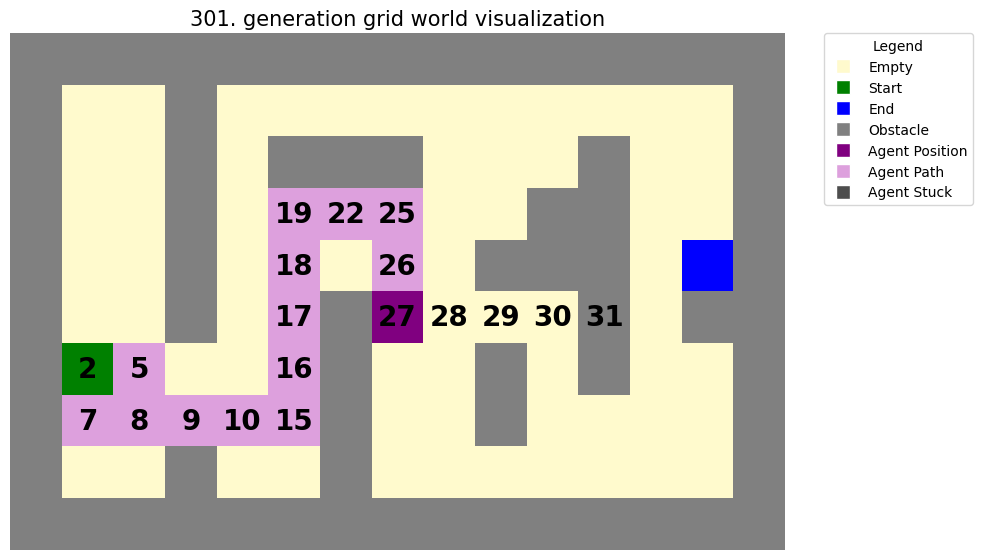 301. generation grid world visualization
Legend
Empty
Start
End
Obstacle
Agent Position
Agent Path
Agent Stuck
19 22 25
18 26
17 27 28 29 30 31
2 5 16
7 8 9 10 15